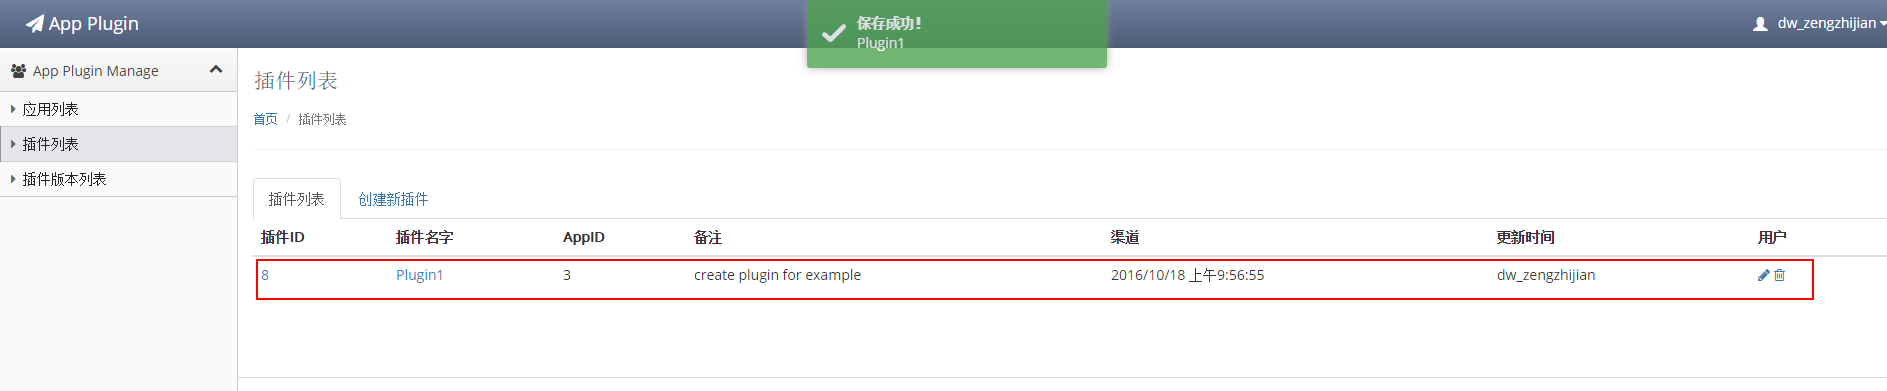 App Plugin
保存成功！
Plugin1
dw_zengzhijian
App Plugin Manage
应用列表
插件列表
插件版本列表
插件列表
首页 / 插件列表
插件列表 创建新插件
插件ID 插件名字 AppID 备注 渠道 更新时间 用户
8 Plugin1 3 create plugin for example 2016/10/18 上午9:56:55 dw_zengzhijian